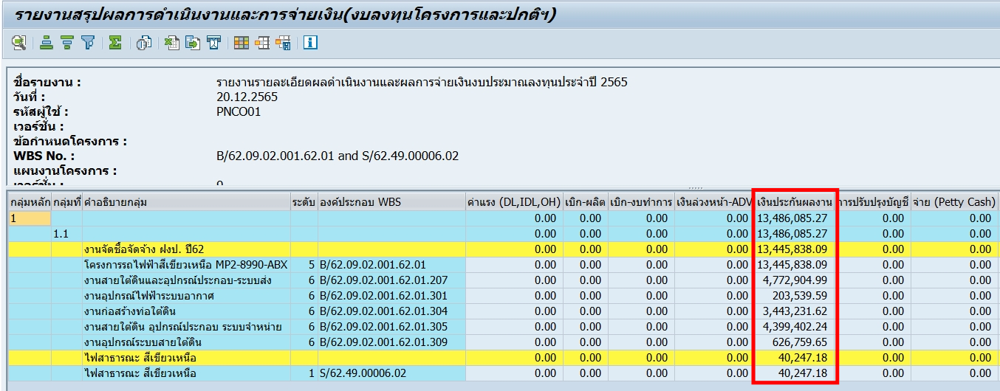 รายงานสรุปผลการดำเนินงานและการจ่ายเงิน(งบลงทุนโครงการและปกติฯ)
ชื่อรายงาน : รายงานรายละเอียดผลดำเนินงานและผลการจ่ายเงินงบประมาณลงทุนประจำปี 2565
วันที่ : 20.12.2565
รหัสผู้ใช้ : PNCO01
เวอร์ชั่น :
ข้อกำหนดโครงการ :
WBS No. : B/62.09.02.001.62.01 and S/62.49.00006.02
แผนงานโครงการ :
เวอร์ชั่น : 0
กลุ่มหลัก กลุ่มที่ คำอธิบายกลุ่ม ระดับ องค์ประกอบ WBS ค่าแรง (DL,IDL,OH) เบิก-ผลิต เบิก-งบทำการ เงินล่วงหน้า-ADV เงินประกันผลงาน การปรับปรุงบัญชี จ่าย (Petty Cash)
1 0.00 0.00 0.00 0.00 13,486,085.27 0.00 0.00
1.1 0.00 0.00 0.00 0.00 13,486,085.27 0.00 0.00
งานจัดซื้อจัดจ้าง ฝงป. ปี62 0.00 0.00 0.00 0.00 13,445,838.09 0.00 0.00
โครงการรถไฟฟ้าสีเขียวเหนือ MP2-8990-ABX 5 B/62.09.02.001.62.01 0.00 0.00 0.00 0.00 13,445,838.09 0.00 0.00
งานสายใต้ดินและอุปกรณ์ประกอบ-ระบบส่ง 6 B/62.09.02.001.62.01.207 0.00 0.00 0.00 0.00 4,772,904.99 0.00 0.00
งานอุปกรณ์ไฟฟ้าระบบอากาศ 6 B/62.09.02.001.62.01.301 0.00 0.00 0.00 0.00 203,539.59 0.00 0.00
งานก่อสร้างท่อใต้ดิน 6 B/62.09.02.001.62.01.304 0.00 0.00 0.00 0.00 3,443,231.62 0.00 0.00
งานสายใต้ดิน อุปกรณ์ประกอบ ระบบจำหน่าย 6 B/62.09.02.001.62.01.305 0.00 0.00 0.00 0.00 4,399,402.24 0.00 0.00
งานอุปกรณ์ระบบสายใต้ดิน 6 B/62.09.02.001.62.01.309 0.00 0.00 0.00 0.00 626,759.65 0.00 0.00
ไฟสาธารณะ สีเขียวเหนือ 0.00 0.00 0.00 0.00 40,247.18 0.00 0.00
ไฟสาธารณะ สีเขียวเหนือ 1 S/62.49.00006.02 0.00 0.00 0.00 0.00 40,247.18 0.00 0.00